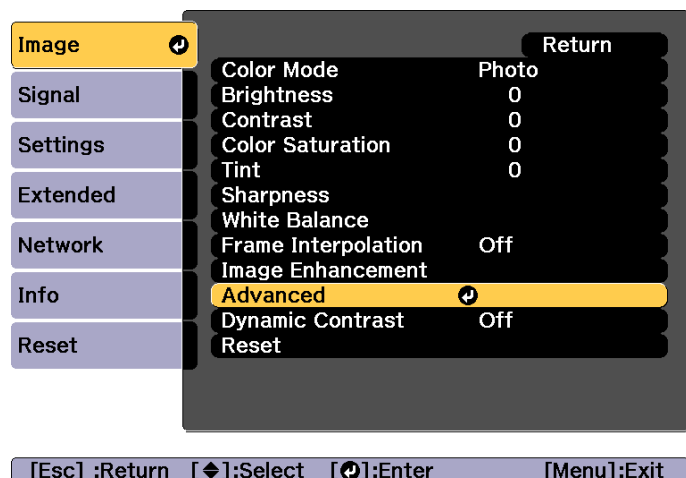 Image
Signal
Settings
Extended
Network
Info
Reset
Return
Color Mode Photo
Brightness 0
Contrast 0
Color Saturation 0
Tint 0
Sharpness
White Balance
Frame Interpolation Off
Image Enhancement
Advanced
Dynamic Contrast Off
Reset
[Esc] :Return [◆]:Select [↵]:Enter [Menu]:Exit